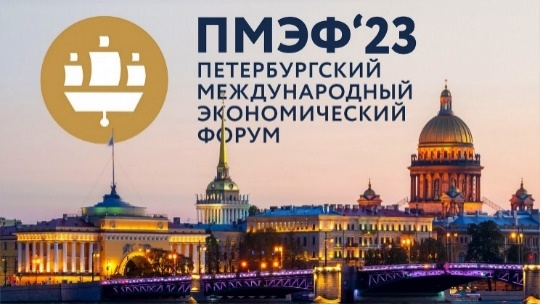 ПМЭФ‘23
ПЕТЕРБУРГСКИЙ
МЕЖДУНАРОДНЫЙ
ЭКОНОМИЧЕСКИЙ
ФОРУМ